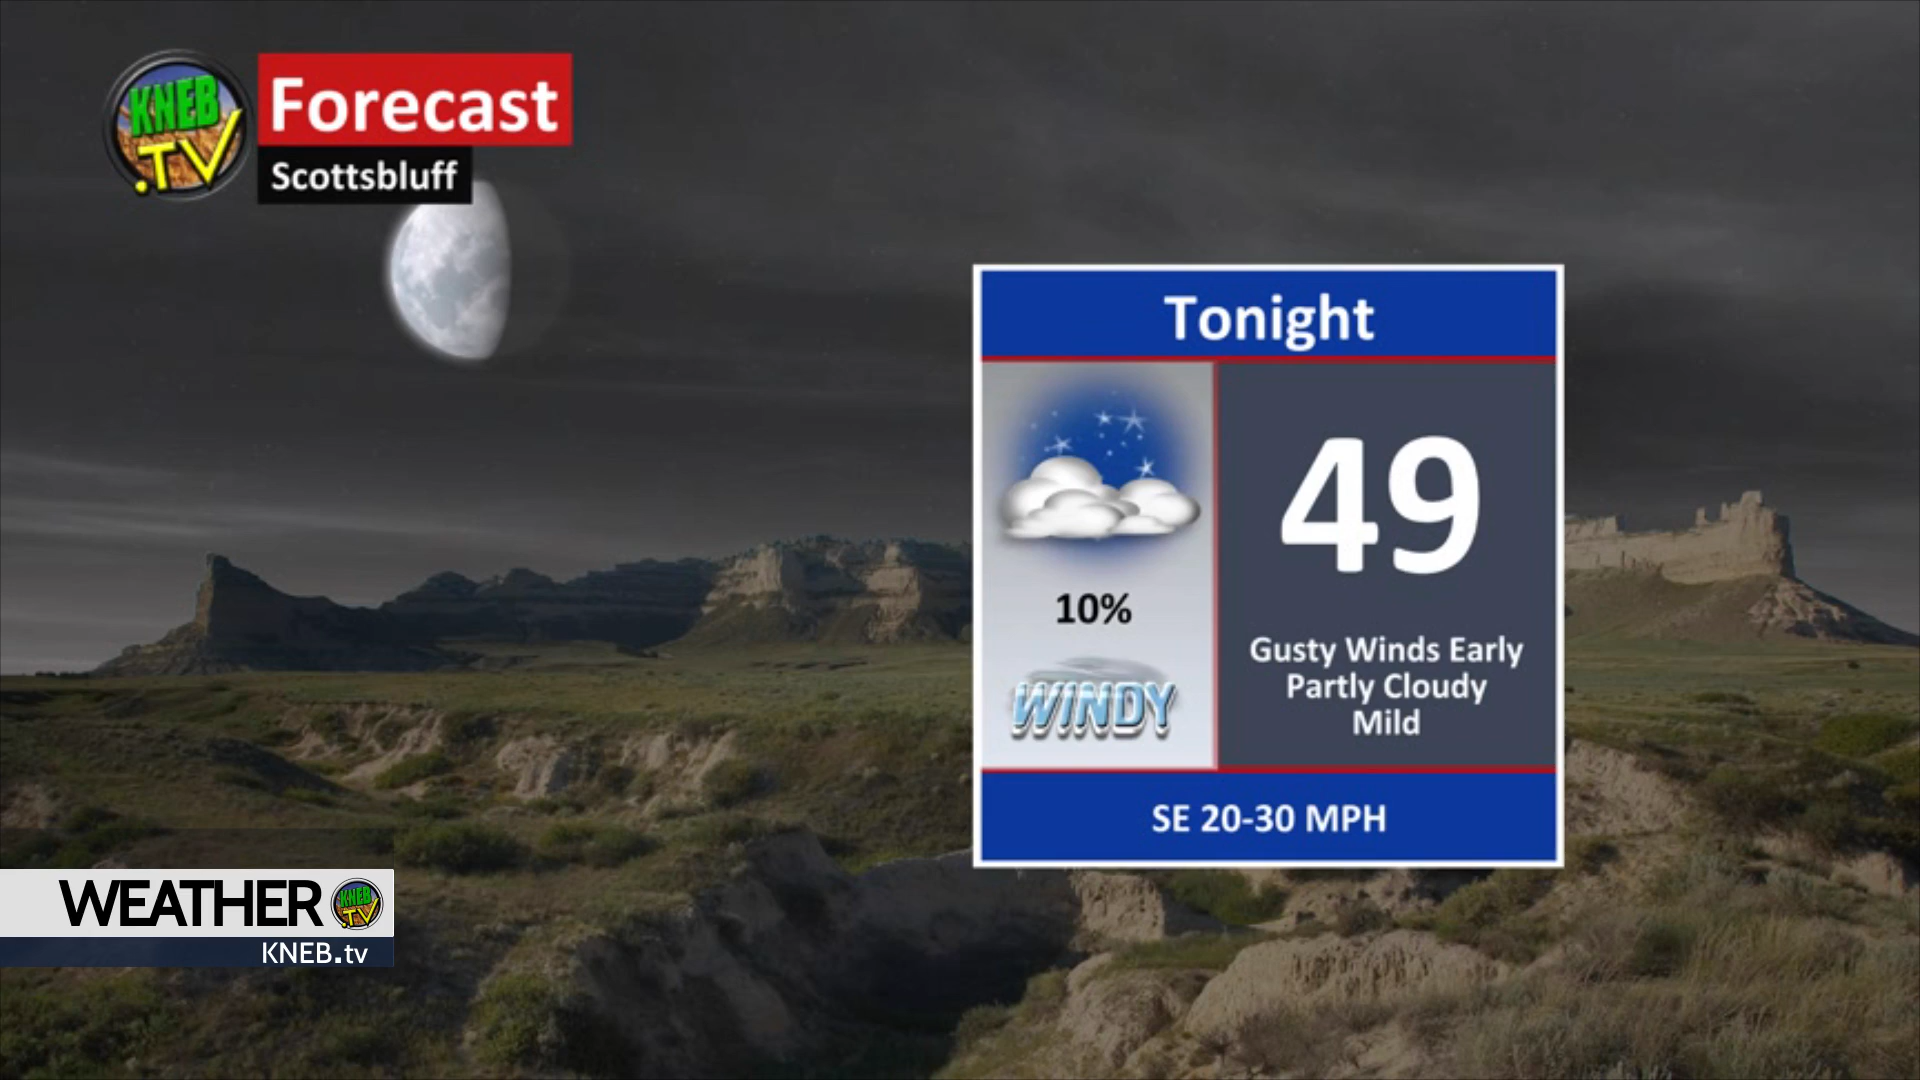 KNEB
.TV
Forecast
Scottsbluff
Tonight
49
10%
WINDY
Gusty Winds Early
Partly Cloudy
Mild
SE 20-30 MPH
WEATHER
KNEB
.TV
KNEB.tv